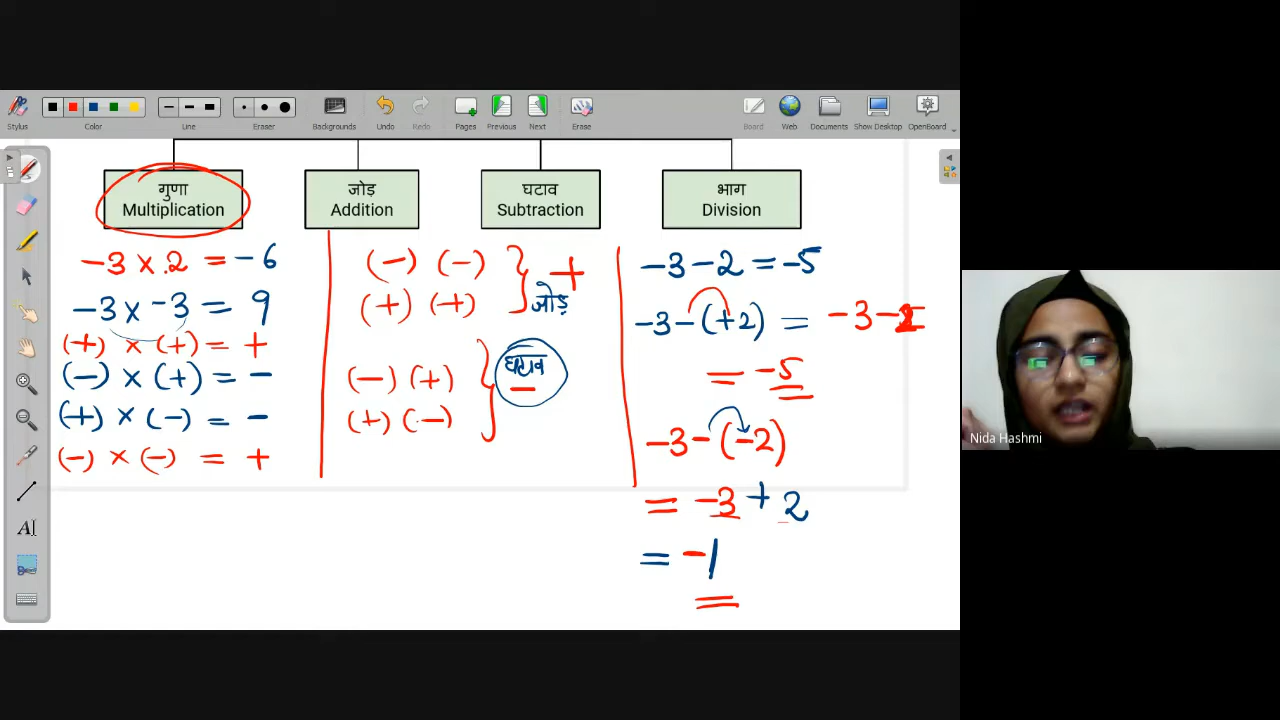 Stylus Color Line Eraser Backgrounds Undo Redo Pages Previous Next Erase Board Web Documents Show Desktop OpenBoard
गुणा
Multiplication
जोड़
Addition
घटाव
Subtraction
भाग
Division
-3 × 2 = -6
-3 × -3 = 9
(+) × (+) = +
(-) × (+) = -
(+) × (-) = -
(-) × (-) = +
(-) (-)
(+) (+)
} जोड़ +
(-) (+)
(+) (-)
} घटाव -
-3-2 = -5
-3-(+2) = -3-2
= -5
-3-(-2)
= -3+2
= -1
Nida Hashmi